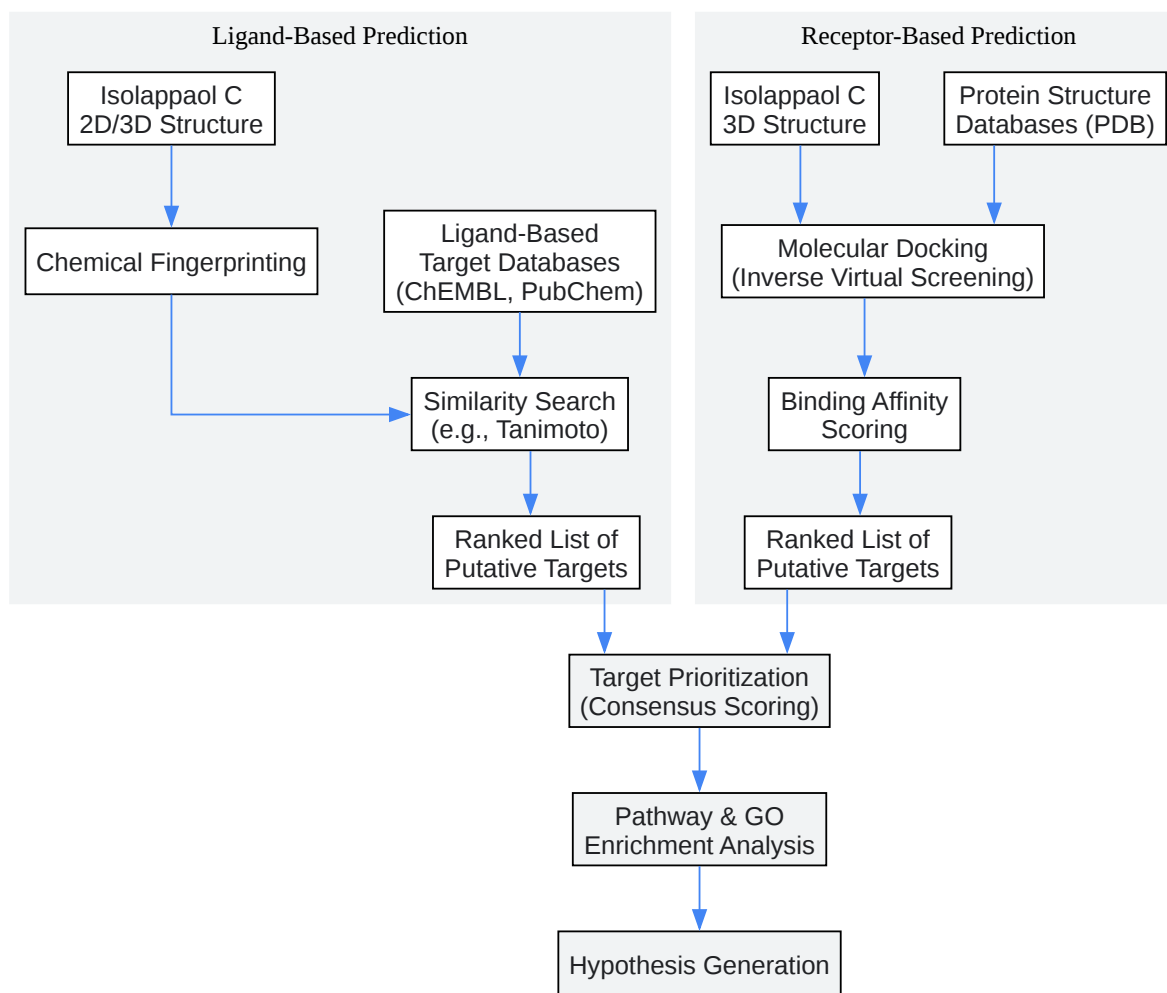 Ligand-Based Prediction
Isolappaol C
2D/3D Structure
Chemical Fingerprinting
Ligand-Based
Target Databases
(ChEMBL, PubChem)
Similarity Search
(e.g., Tanimoto)
Ranked List of
Putative Targets
Receptor-Based Prediction
Isolappaol C
3D Structure
Protein Structure
Databases (PDB)
Molecular Docking
(Inverse Virtual Screening)
Binding Affinity
Scoring
Ranked List of
Putative Targets
Target Prioritization
(Consensus Scoring)
Pathway & GO
Enrichment Analysis
Hypothesis Generation